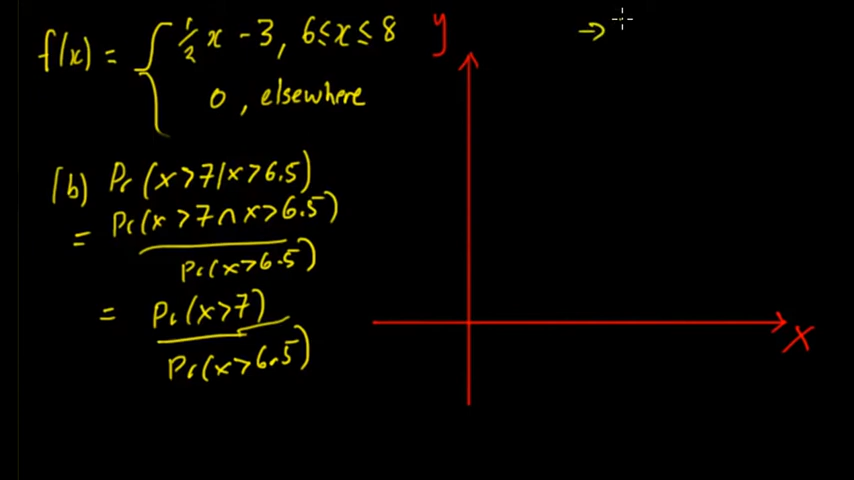 f(x) = { 1/2 x - 3, 6 ≤ x ≤ 8
0, elsewhere
(b) Pr(x>7|x>6.5)
= Pr(x>7∩x>6.5)
Pr(x>6.5)
= Pr(x>7)
Pr(x>6.5)
y
→
x